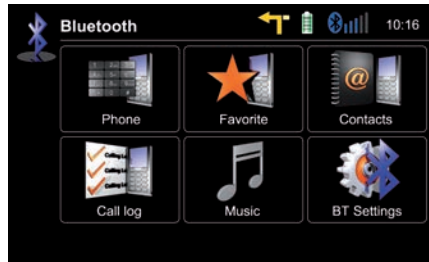 Bluetooth 10:16
Phone Favorite Contacts
Call log Music BT Settings